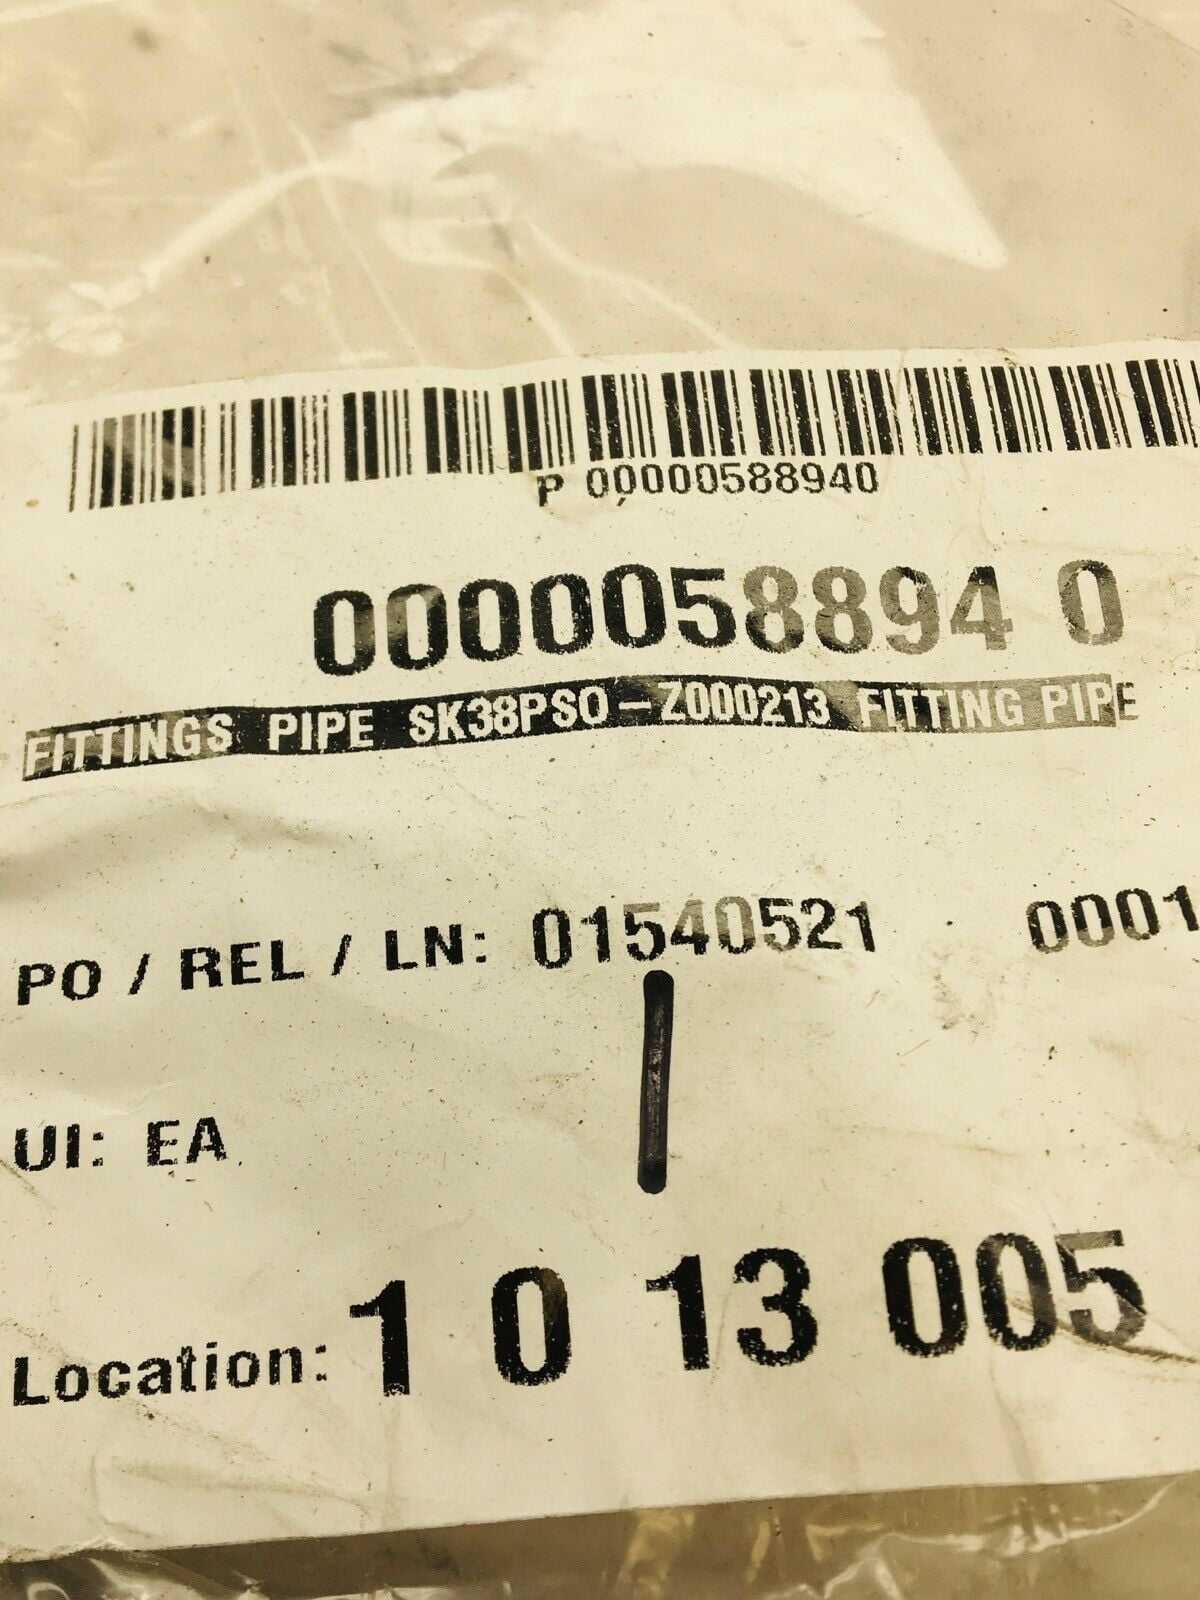 P 00000588940
0000058894 0
FITTINGS PIPE SK38PSO-Z000213 FITTING PIPE
PO / REL / LN: 01540521 0001
UI: EA
Location: 1 0 13 005